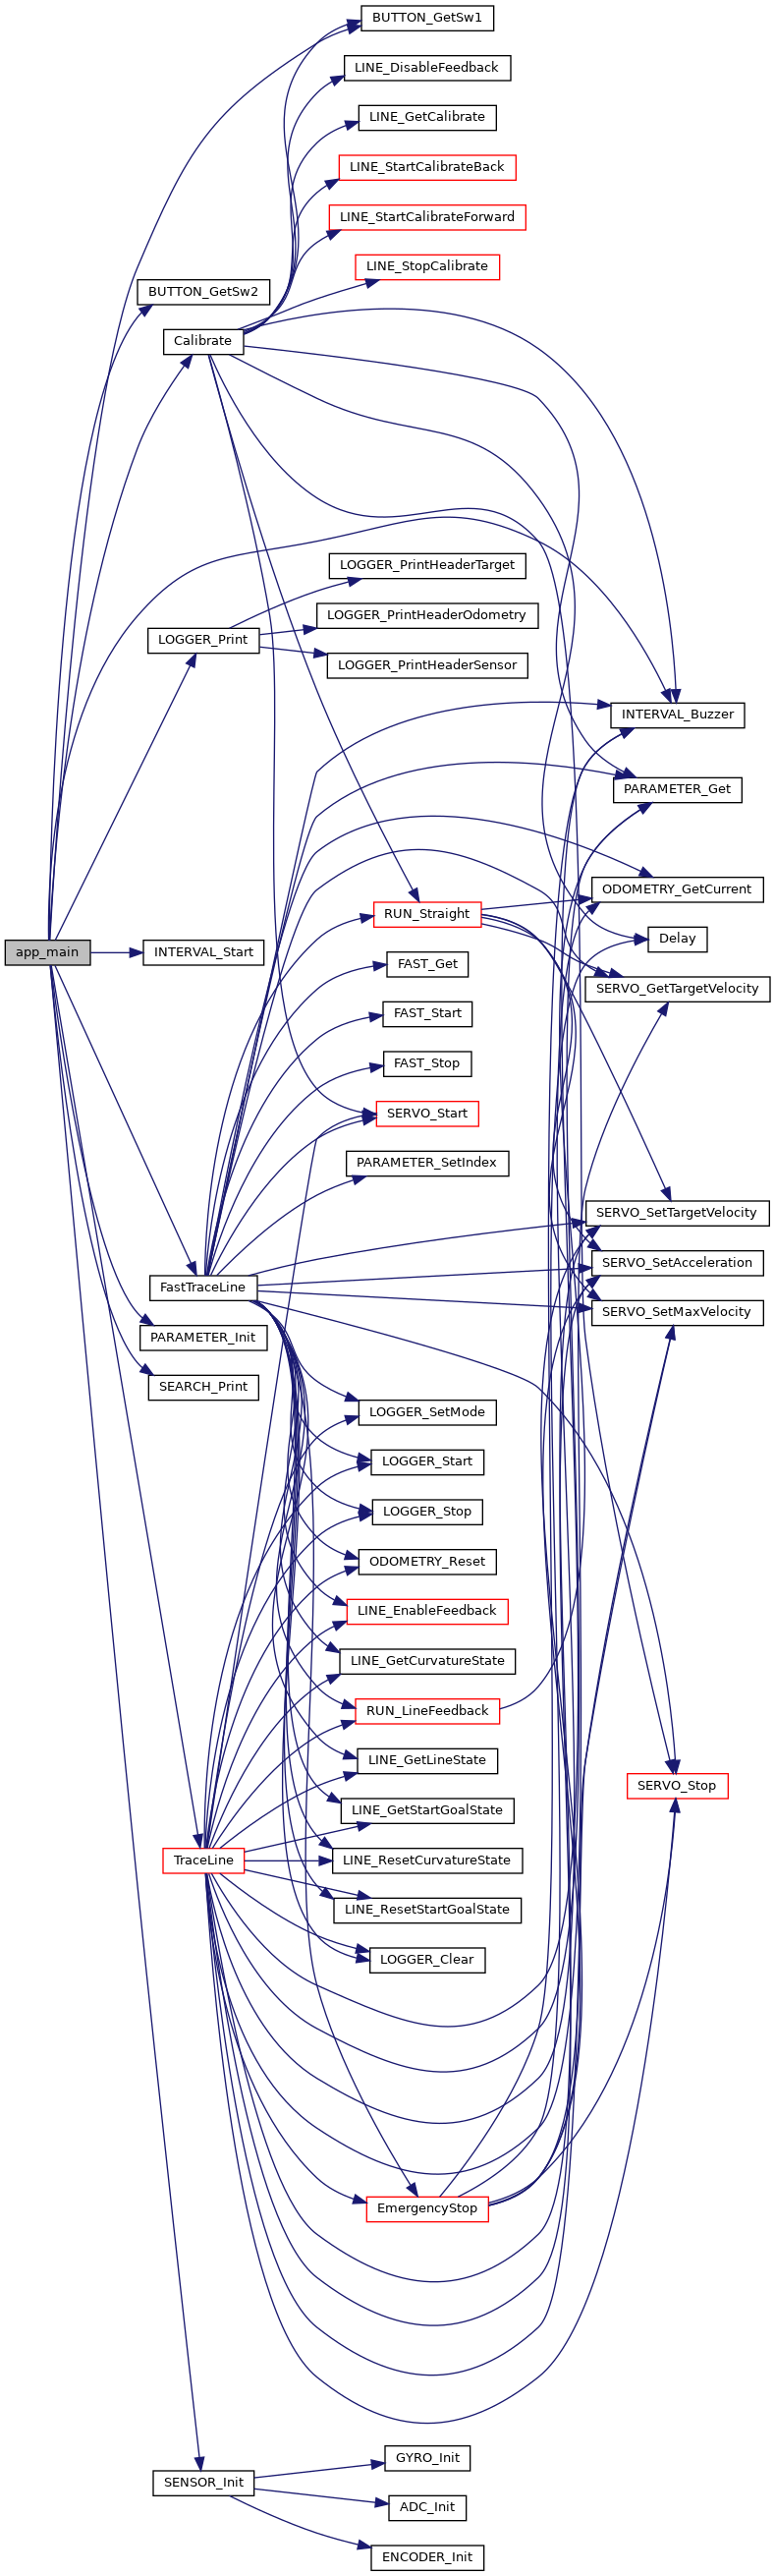 BUTTON_GetSw1
LINE_DisableFeedback
LINE_GetCalibrate
LINE_StartCalibrateBack
LINE_StartCalibrateForward
LINE_StopCalibrate
BUTTON_GetSw2
Calibrate
LOGGER_PrintHeaderTarget
LOGGER_PrintHeaderOdometry
LOGGER_Print
LOGGER_PrintHeaderSensor
INTERVAL_Buzzer
PARAMETER_Get
ODOMETRY_GetCurrent
RUN_Straight
Delay
app_main
INTERVAL_Start
FAST_Get
SERVO_GetTargetVelocity
FAST_Start
FAST_Stop
SERVO_Start
PARAMETER_SetIndex
SERVO_SetTargetVelocity
SERVO_SetAcceleration
FastTraceLine
SERVO_SetMaxVelocity
PARAMETER_Init
SEARCH_Print
LOGGER_SetMode
LOGGER_Start
LOGGER_Stop
ODOMETRY_Reset
LINE_EnableFeedback
LINE_GetCurvatureState
RUN_LineFeedback
LINE_GetLineState
SERVO_Stop
LINE_GetStartGoalState
TraceLine
LINE_ResetCurvatureState
LINE_ResetStartGoalState
LOGGER_Clear
EmergencyStop
GYRO_Init
SENSOR_Init
ADC_Init
ENCODER_Init